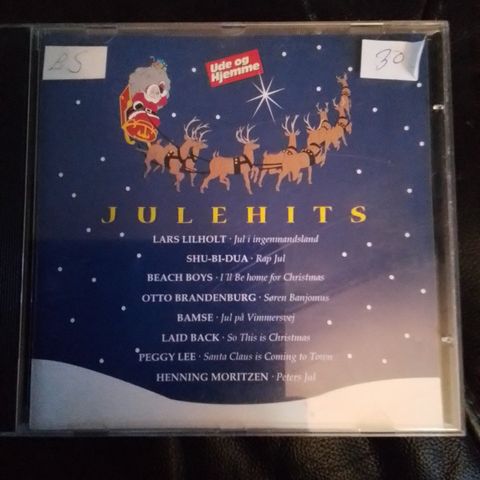 BS
Ude og
Hjemme
30
JULEHITS
LARS LILHOLT · Jul i ingenmandsland
SHU-BI-DUA · Rap Jul
BEACH BOYS · I'll Be home for Christmas
OTTO BRANDENBURG · Søren Banjomus
BAMSE · Jul på Vimmersvej
LAID BACK · So This is Christmas
PEGGY LEE · Santa Claus is Coming to Town
HENNING MORITZEN · Peters Jul